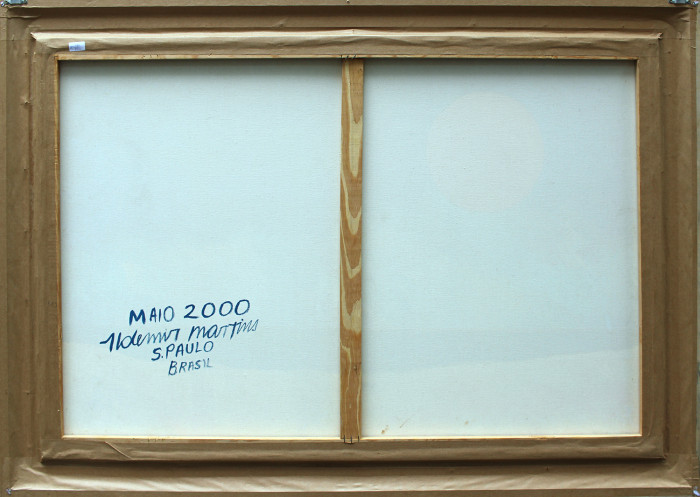 MAIO 2000
Aldemir Martins
S.PAULO
BRASIL